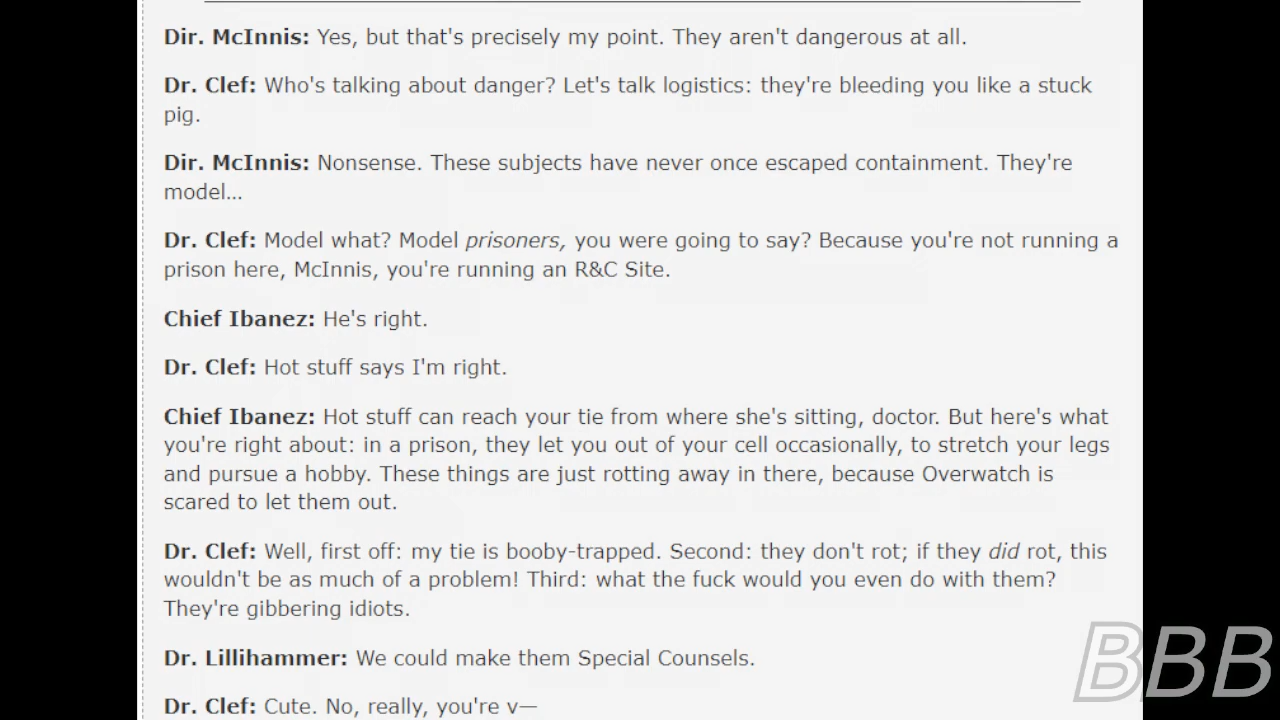 Dir. McInnis: Yes, but that's precisely my point. They aren't dangerous at all.
Dr. Clef: Who's talking about danger? Let's talk logistics: they're bleeding you like a stuck
pig.
Dir. McInnis: Nonsense. These subjects have never once escaped containment. They're
model…
Dr. Clef: Model what? Model prisoners, you were going to say? Because you're not running a
prison here, McInnis, you're running an R&C Site.
Chief Ibanez: He's right.
Dr. Clef: Hot stuff says I'm right.
Chief Ibanez: Hot stuff can reach your tie from where she's sitting, doctor. But here's what
you're right about: in a prison, they let you out of your cell occasionally, to stretch your legs
and pursue a hobby. These things are just rotting away in there, because Overwatch is
scared to let them out.
Dr. Clef: Well, first off: my tie is booby-trapped. Second: they don't rot; if they did rot, this
wouldn't be as much of a problem! Third: what the fuck would you even do with them?
They're gibbering idiots.
Dr. Lillihammer: We could make them Special Counsels.
Dr. Clef: Cute. No, really, you're v—
BBB